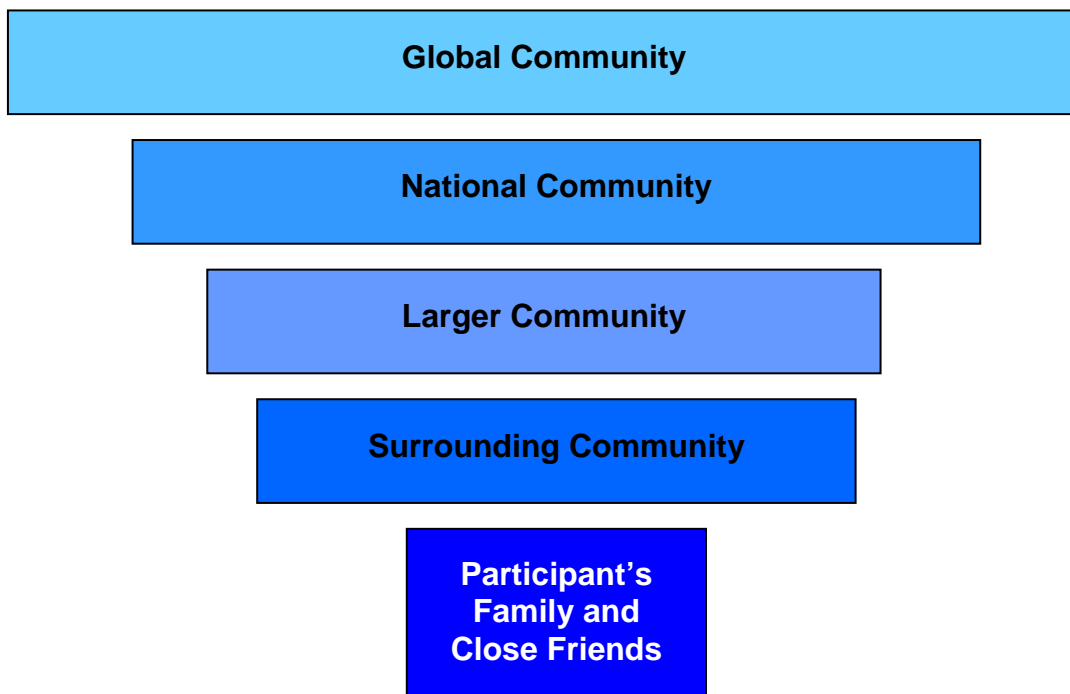 Global Community
National Community
Larger Community
Surrounding Community
Participant’s
Family and
Close Friends